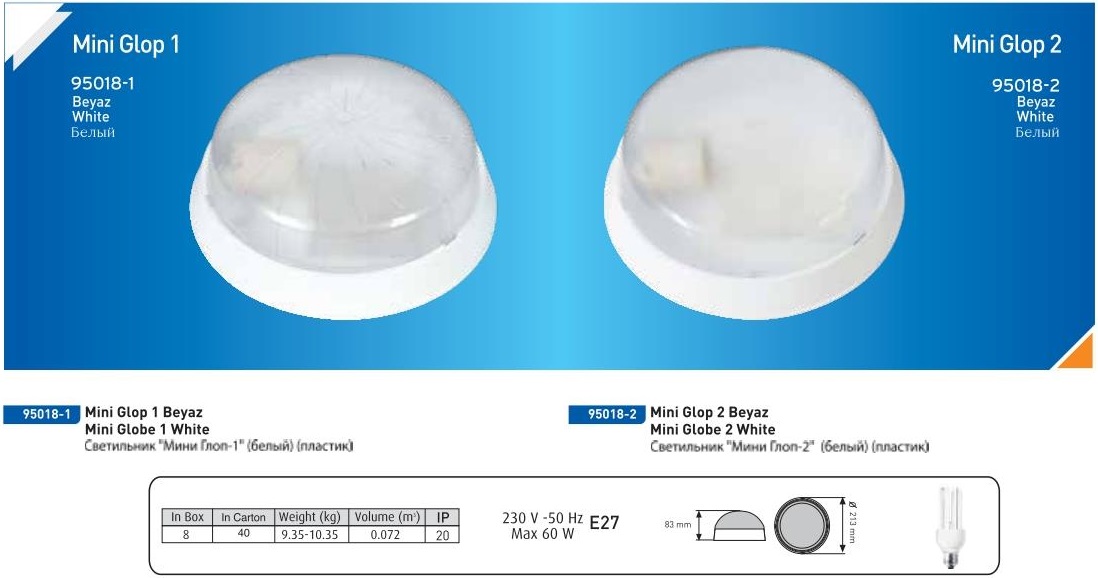 Mini Glop 1
95018-1
Beyaz
White
Белый
Mini Glop 2
95018-2
Beyaz
White
Белый
95018-1
Mini Glop 1 Beyaz
Mini Globe 1 White
Светильник "Мини Глоп-1" (белый) (пластик)
95018-2
Mini Glop 2 Beyaz
Mini Globe 2 White
Светильник "Мини Глоп-2" (белый) (пластик)
In Box In Carton Weight (kg) Volume (m³) IP
8 40 9.35-10.35 0.072 20
230 V -50 Hz E27
Max 60 W
83 mm
Ø 213 mm